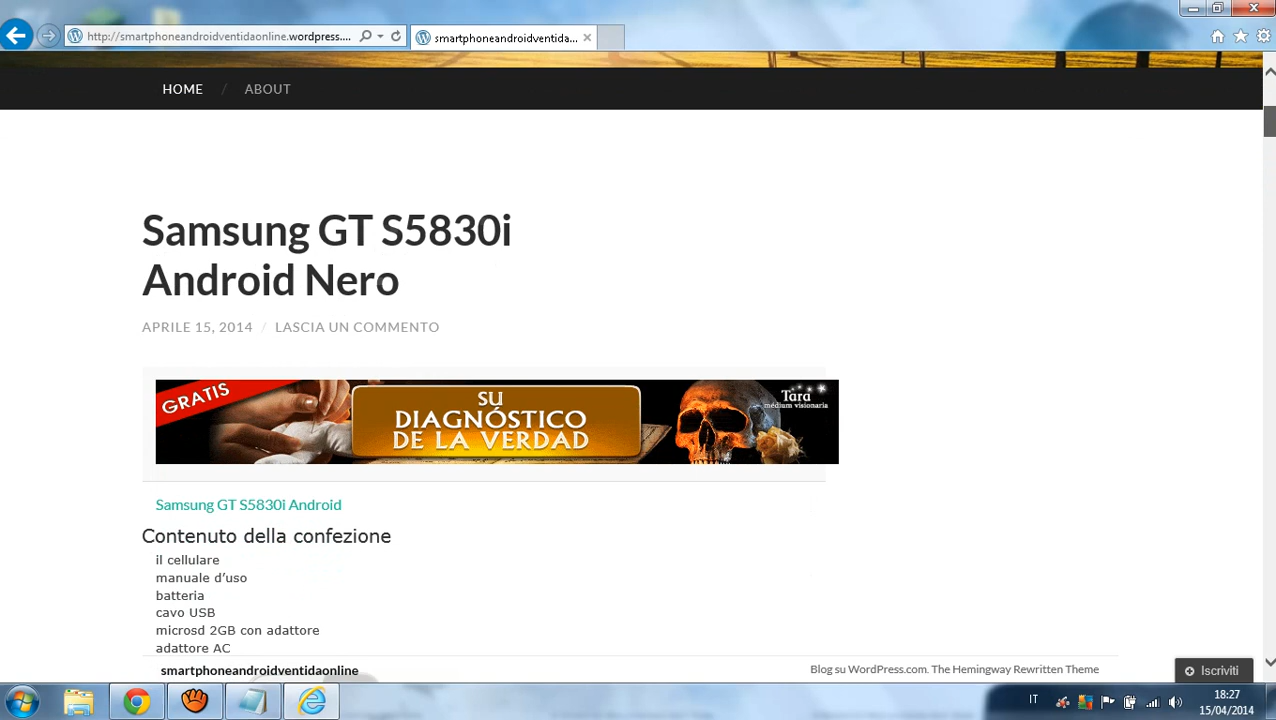 http://smartphoneandroidventidaonline.wordpress....
smartphoneandroidventida...
HOME / ABOUT
Samsung GT S5830i
Android Nero
APRILE 15, 2014 / LASCIA UN COMMENTO
GRATIS
SU
DIAGNÓSTICO
DE LA VERDAD
Tara
médium visionaria
Samsung GT S5830i Android
Contenuto della confezione
il cellulare
manuale d'uso
batteria
cavo USB
microsd 2GB con adattore
adattore AC
smartphoneandroidventidaonline
Blog su WordPress.com. The Hemingway Rewritten Theme
Iscriviti
IT
18:27
15/04/2014